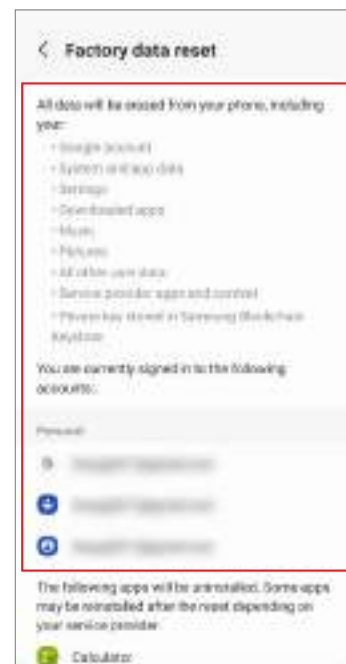 Factory data reset
All data will be erased from your phone, including
your:
• Google account
• System and app data
• Settings
• Downloaded apps
• Music
• Pictures
• All other user data
• Service provider apps and content
• Private key stored in Samsung Blockchain
Keystore
You are currently signed in to the following
accounts:
Personal
The following apps will be uninstalled. Some apps
may be reinstalled after the reset depending on
your service provider
Calculator